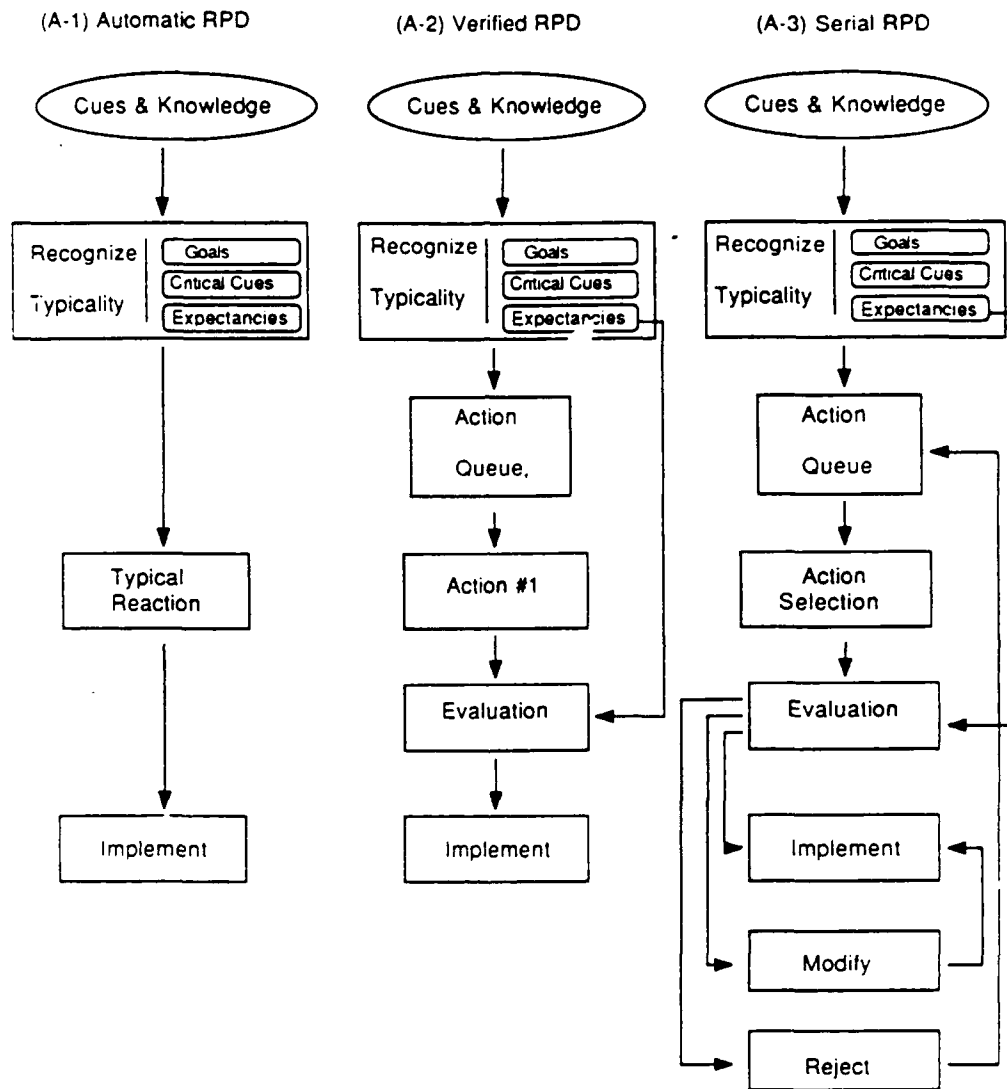 (A-1) Automatic RPD
Cues & Knowledge
Recognize
Typicality
Goals
Critical Cues
Expectancies
Typical
Reaction
Implement
(A-2) Verified RPD
Cues & Knowledge
Recognize
Typicality
Goals
Critical Cues
Expectancies
Action
Queue,
Action #1
Evaluation
Implement
(A-3) Serial RPD
Cues & Knowledge
Recognize
Typicality
Goals
Critical Cues
Expectancies
Action
Queue
Action
Selection
Evaluation
Implement
Modify
Reject